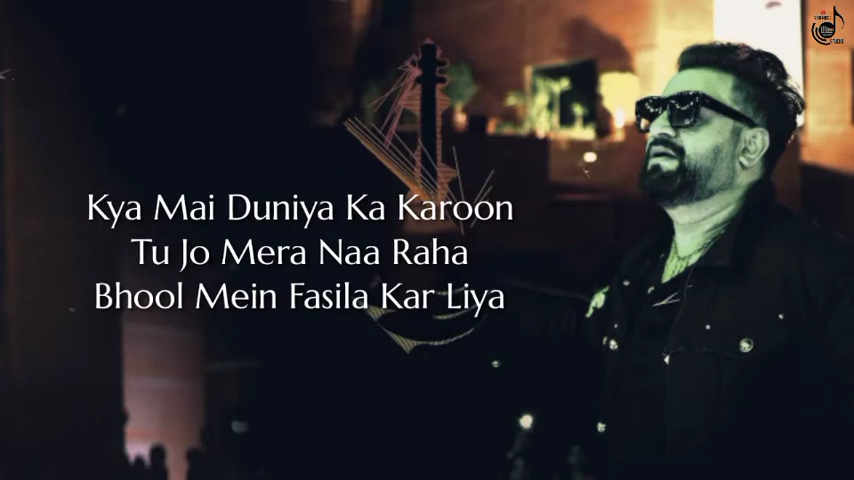 Kya Mai Duniya Ka Karoon
Tu Jo Mera Naa Raha
Bhool Mein Fasila Kar Liya